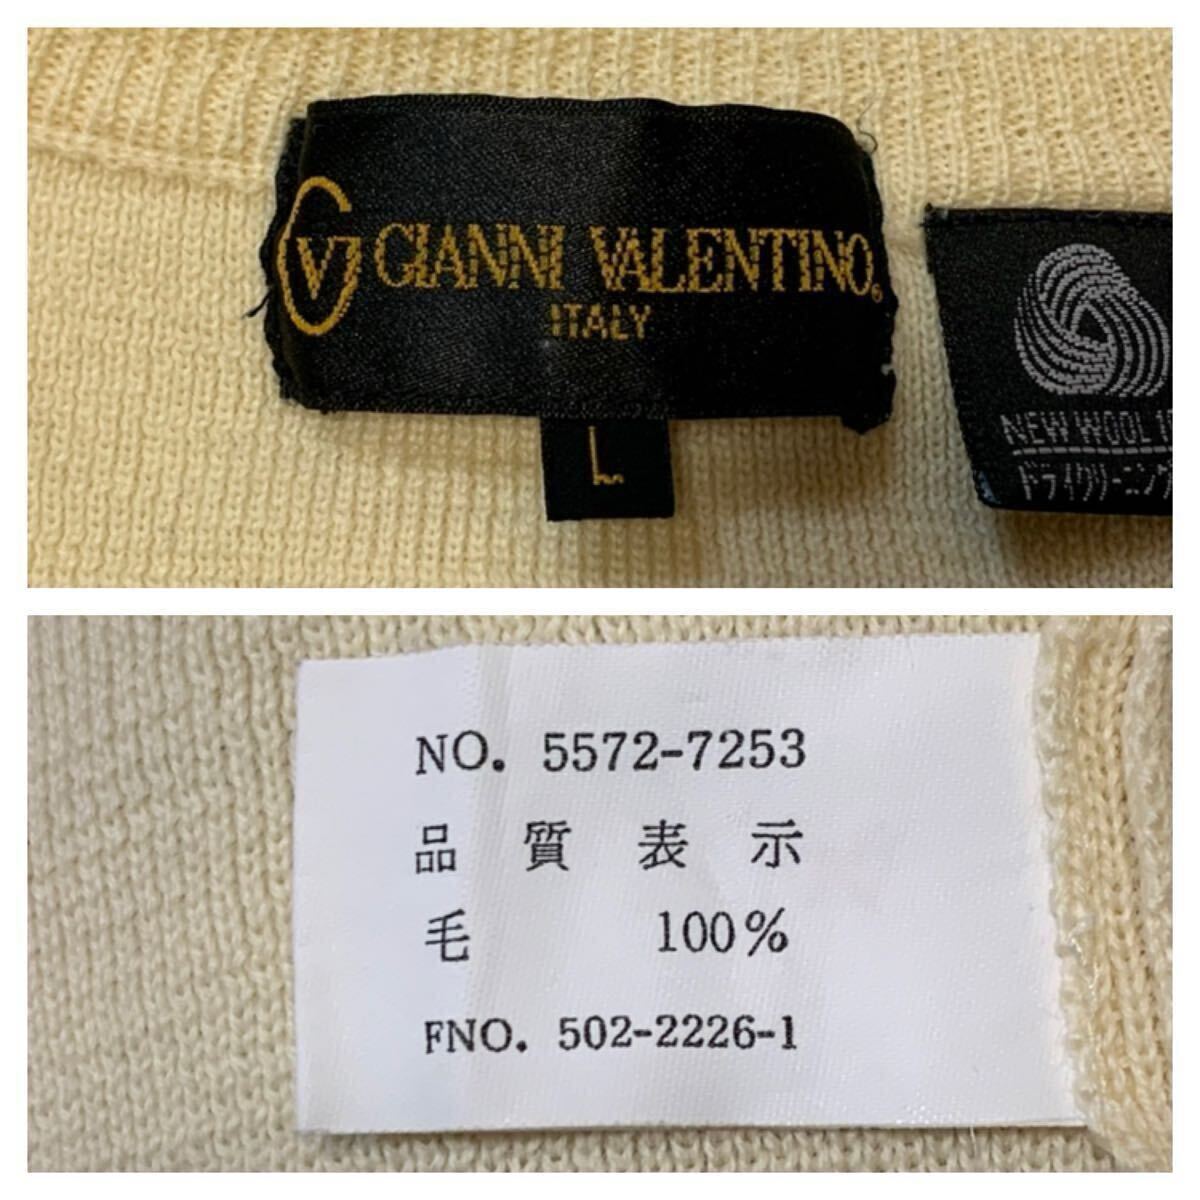 GV GIANNI VALENTINO®
ITALY
L
NEW WOOL
ドライクリーニング
NO. 5572-7253
品質表示
毛 100%
FNO. 502-2226-1